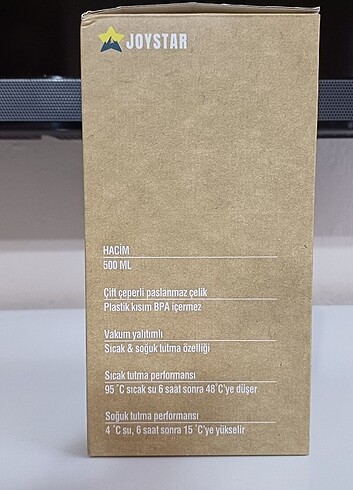 JOYSTAR
HACİM
500 ML
Çift çeperli paslanmaz çelik
Plastik kısım BPA içermez
Vakum yalıtımlı
Sıcak & soğuk tutma özelliği
Sıcak tutma performansı
95 °C sıcak su 6 saat sonra 48°C'ye düşer
Soğuk tutma performansı
4 °C su, 6 saat sonra 15 °C'ye yükselir